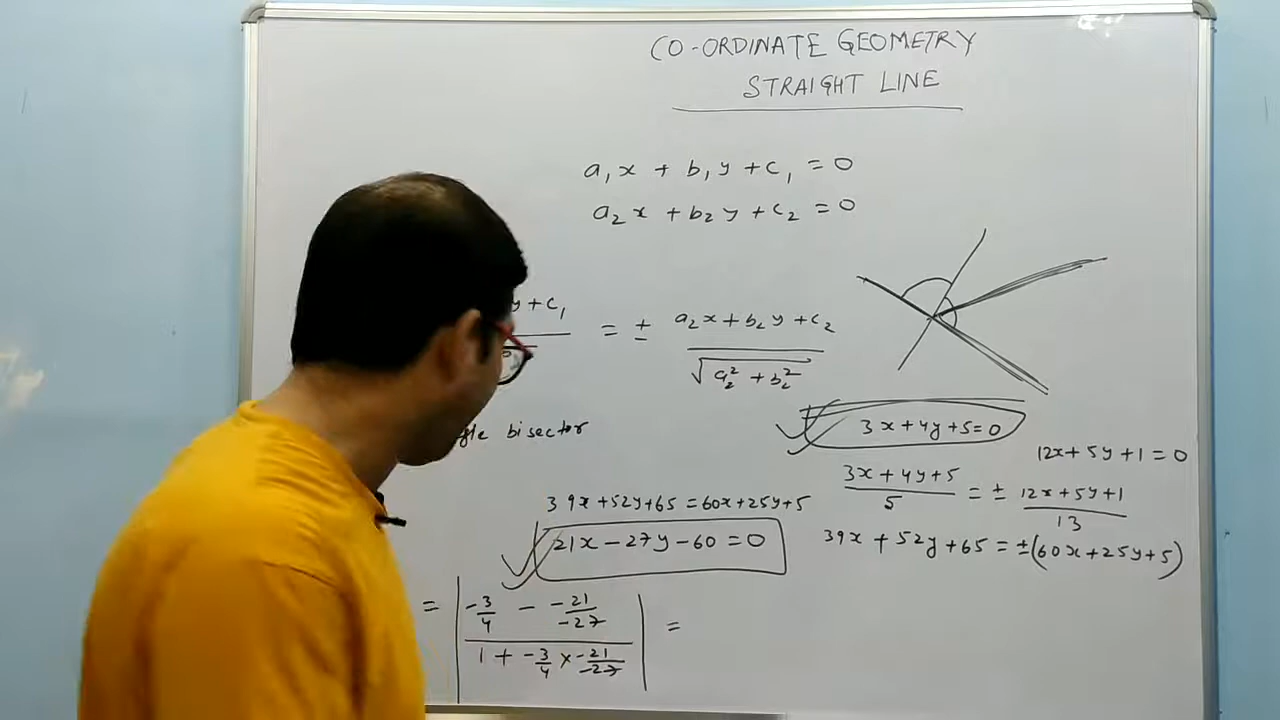 CO-ORDINATE GEOMETRY
STRAIGHT LINE
a₁x + b₁y + c₁ = 0
a₂x + b₂y + c₂ = 0
y + c₁ = ± (a₂x + b₂y + c₂) / √(a₂² + b₂²)
bisector
3x + 4y + 5 = 0
12x + 5y + 1 = 0
(3x + 4y + 5) / 5 = ± (12x + 5y + 1) / 13
39x + 52y + 65 = ± (60x + 25y + 5)
39x + 52y + 65 = 60x + 25y + 5
21x - 27y - 60 = 0
= | (-3/4 - -21/-27) / (1 + -3/4 × -21/-27) | =